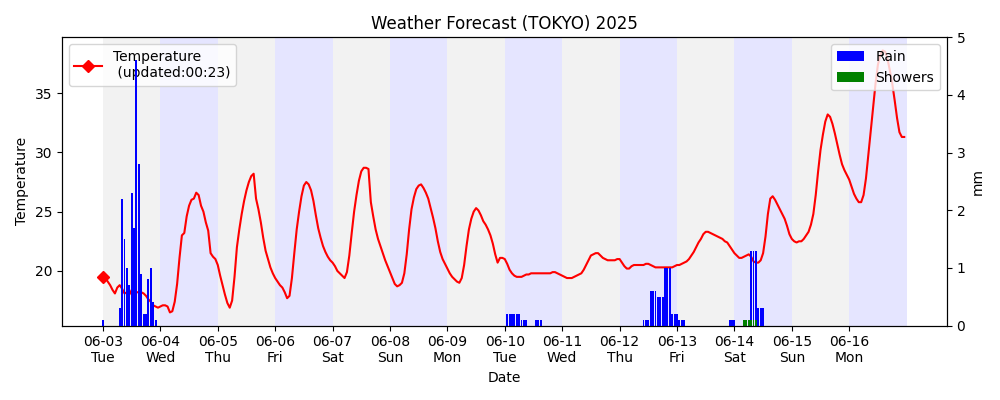 Weather Forecast (TOKYO) 2025
Temperature
(updated:00:23)
Rain
Showers
Temperature
35
30
25
20
5
4
3
2
1
0
mm
06-03 06-04 06-05 06-06 06-07 06-08 06-09 06-10 06-11 06-12 06-13 06-14 06-15 06-16
Tue Wed Thu Fri Sat Sun Mon Tue Wed Thu Fri Sat Sun Mon
Date